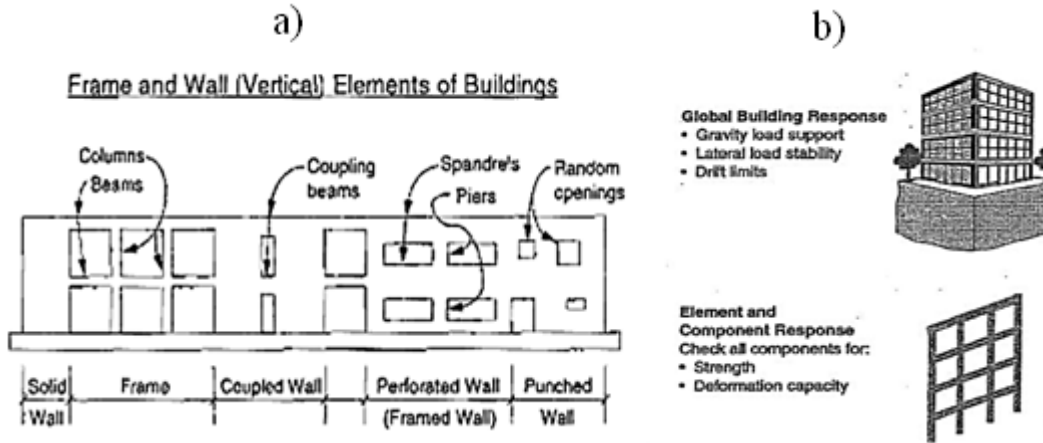 a)
Frame and Wall (Vertical) Elements of Buildings
Columns
Beams
Coupling
beams
Spandre's
Piers
Random
openings
Solid
Wall
Frame
Coupled Wall
Perforated Wall
(Framed Wall)
Punched
Wall
b)
Global Building Response
• Gravity load support
• Lateral load stability
• Drift limits
Element and
Component Response
Check all components for:
• Strength
• Deformation capacity